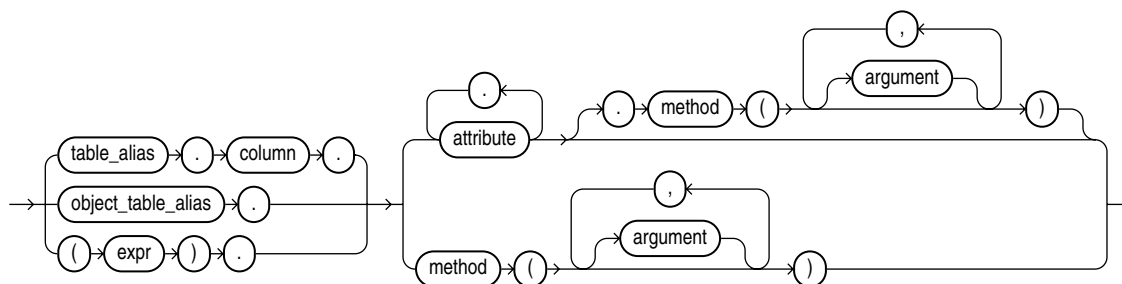 ,
argument
.
. method ( )
attribute
table_alias . column .
,
object_table_alias .
argument
( expr ) .
method ( )